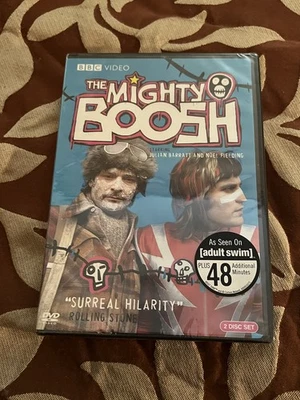 BBC VIDEO
THE MIGHTY
BOOSH
STARRING
JULIAN BARRATT AND NOEL FIELDING
As Seen On
[adult swim]
PLUS 48 Additional Minutes
"SURREAL HILARITY"
ROLLING STONE
DVD
VIDEO
2 DISC SET